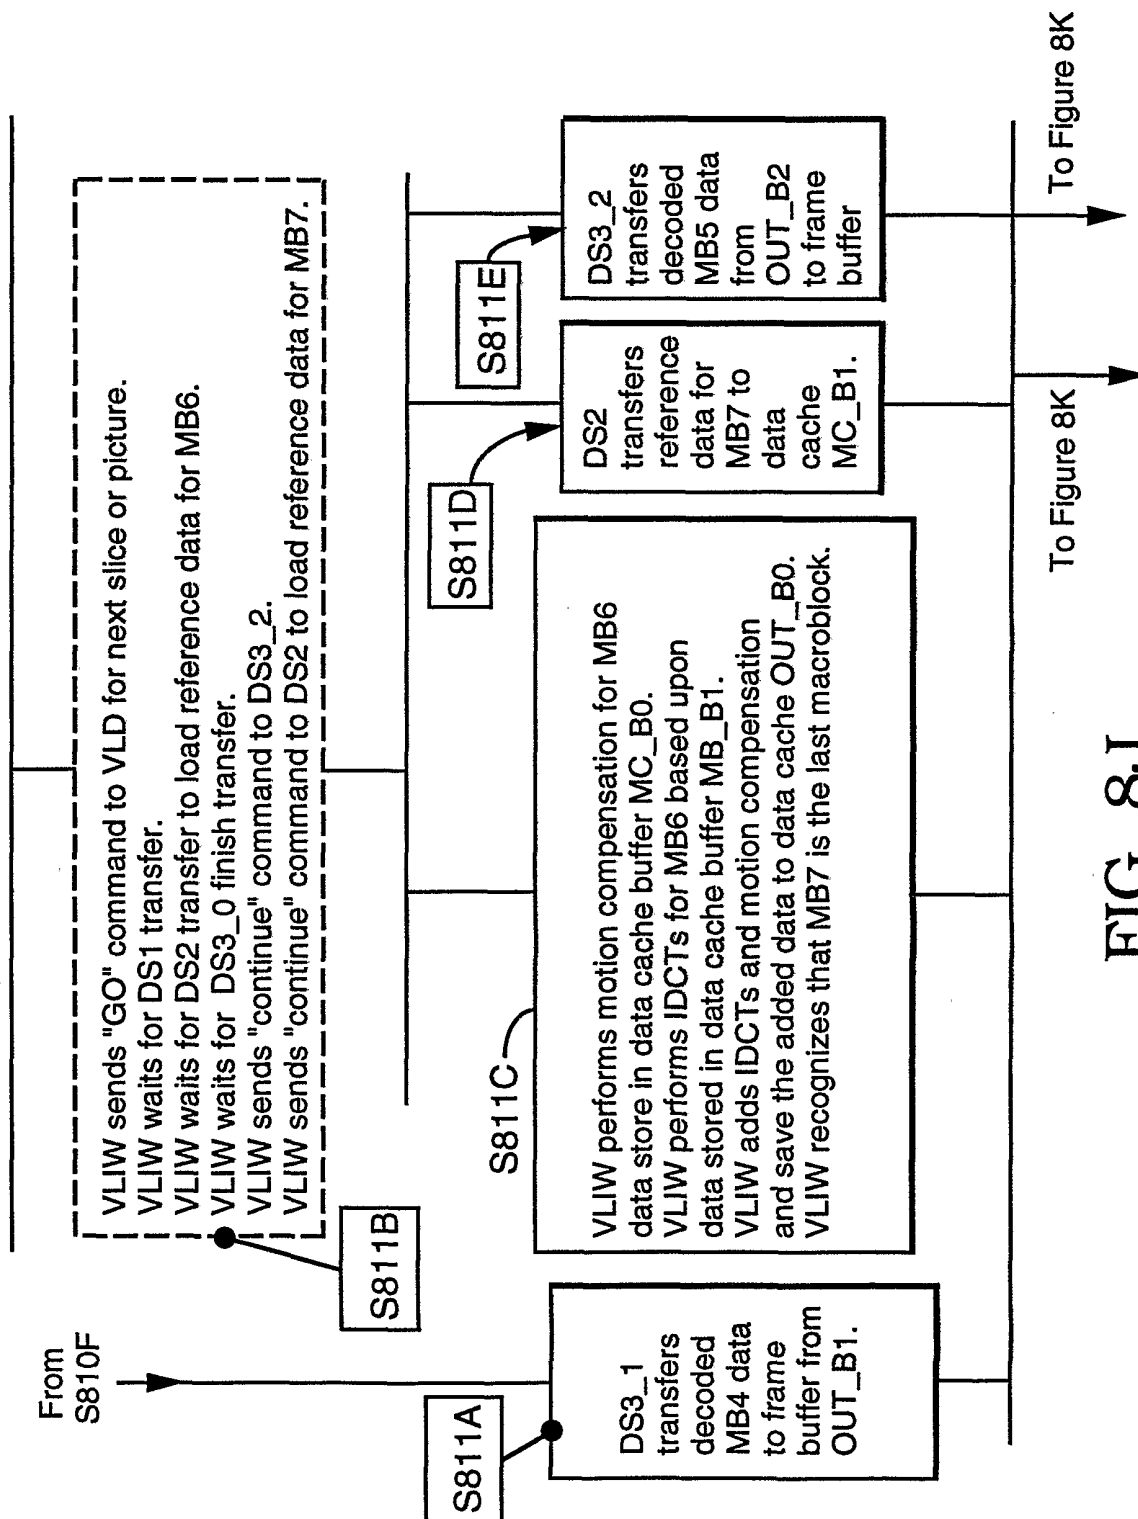 From
S810F
S811A
DS3_1
transfers
decoded
MB4 data
to frame
buffer from
OUT_B1.
VLIW sends "GO" command to VLD for next slice or picture.
VLIW waits for DS1 transfer.
VLIW waits for DS2 transfer to load reference data for MB6.
VLIW waits for DS3_0 finish transfer.
VLIW sends "continue" command to DS3_2.
VLIW sends "continue" command to DS2 to load reference data for MB7.
S811B
S811C
VLIW performs motion compensation for MB6
data store in data cache buffer MC_B0.
VLIW performs IDCTs for MB6 based upon
data stored in data cache buffer MB_B1.
VLIW adds IDCTs and motion compensation
and save the added data to data cache OUT_B0.
VLIW recognizes that MB7 is the last macroblock.
S811D
DS2
transfers
reference
data for
MB7 to
data
cache
MC_B1.
S811E
DS3_2
transfers
decoded
MB5 data
from
OUT_B2
to frame
buffer
To Figure 8K
To Figure 8K
FIG. 8J